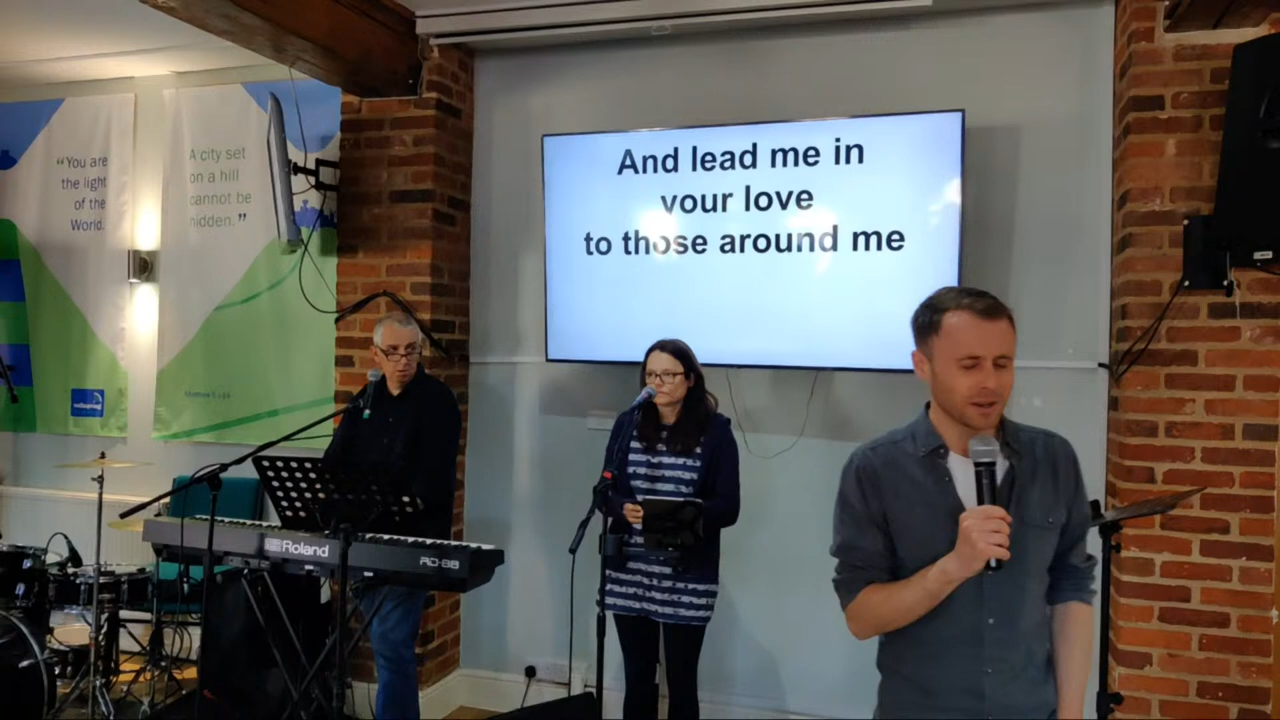 And lead me in
your love
to those around me
“You are
the light
of the
World.
A city set
on a hill
cannot be
hidden.”
Roland
RD-88